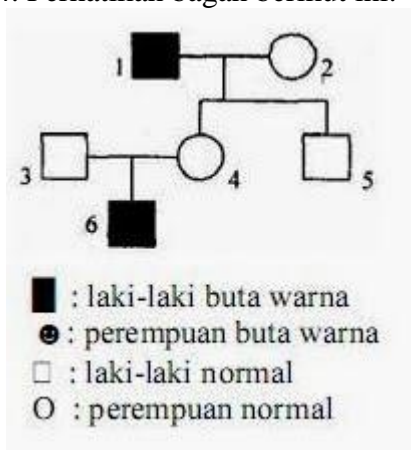 1
2
3
4
5
6
■ : laki-laki buta warna
☻ : perempuan buta warna
□ : laki-laki normal
O : perempuan normal